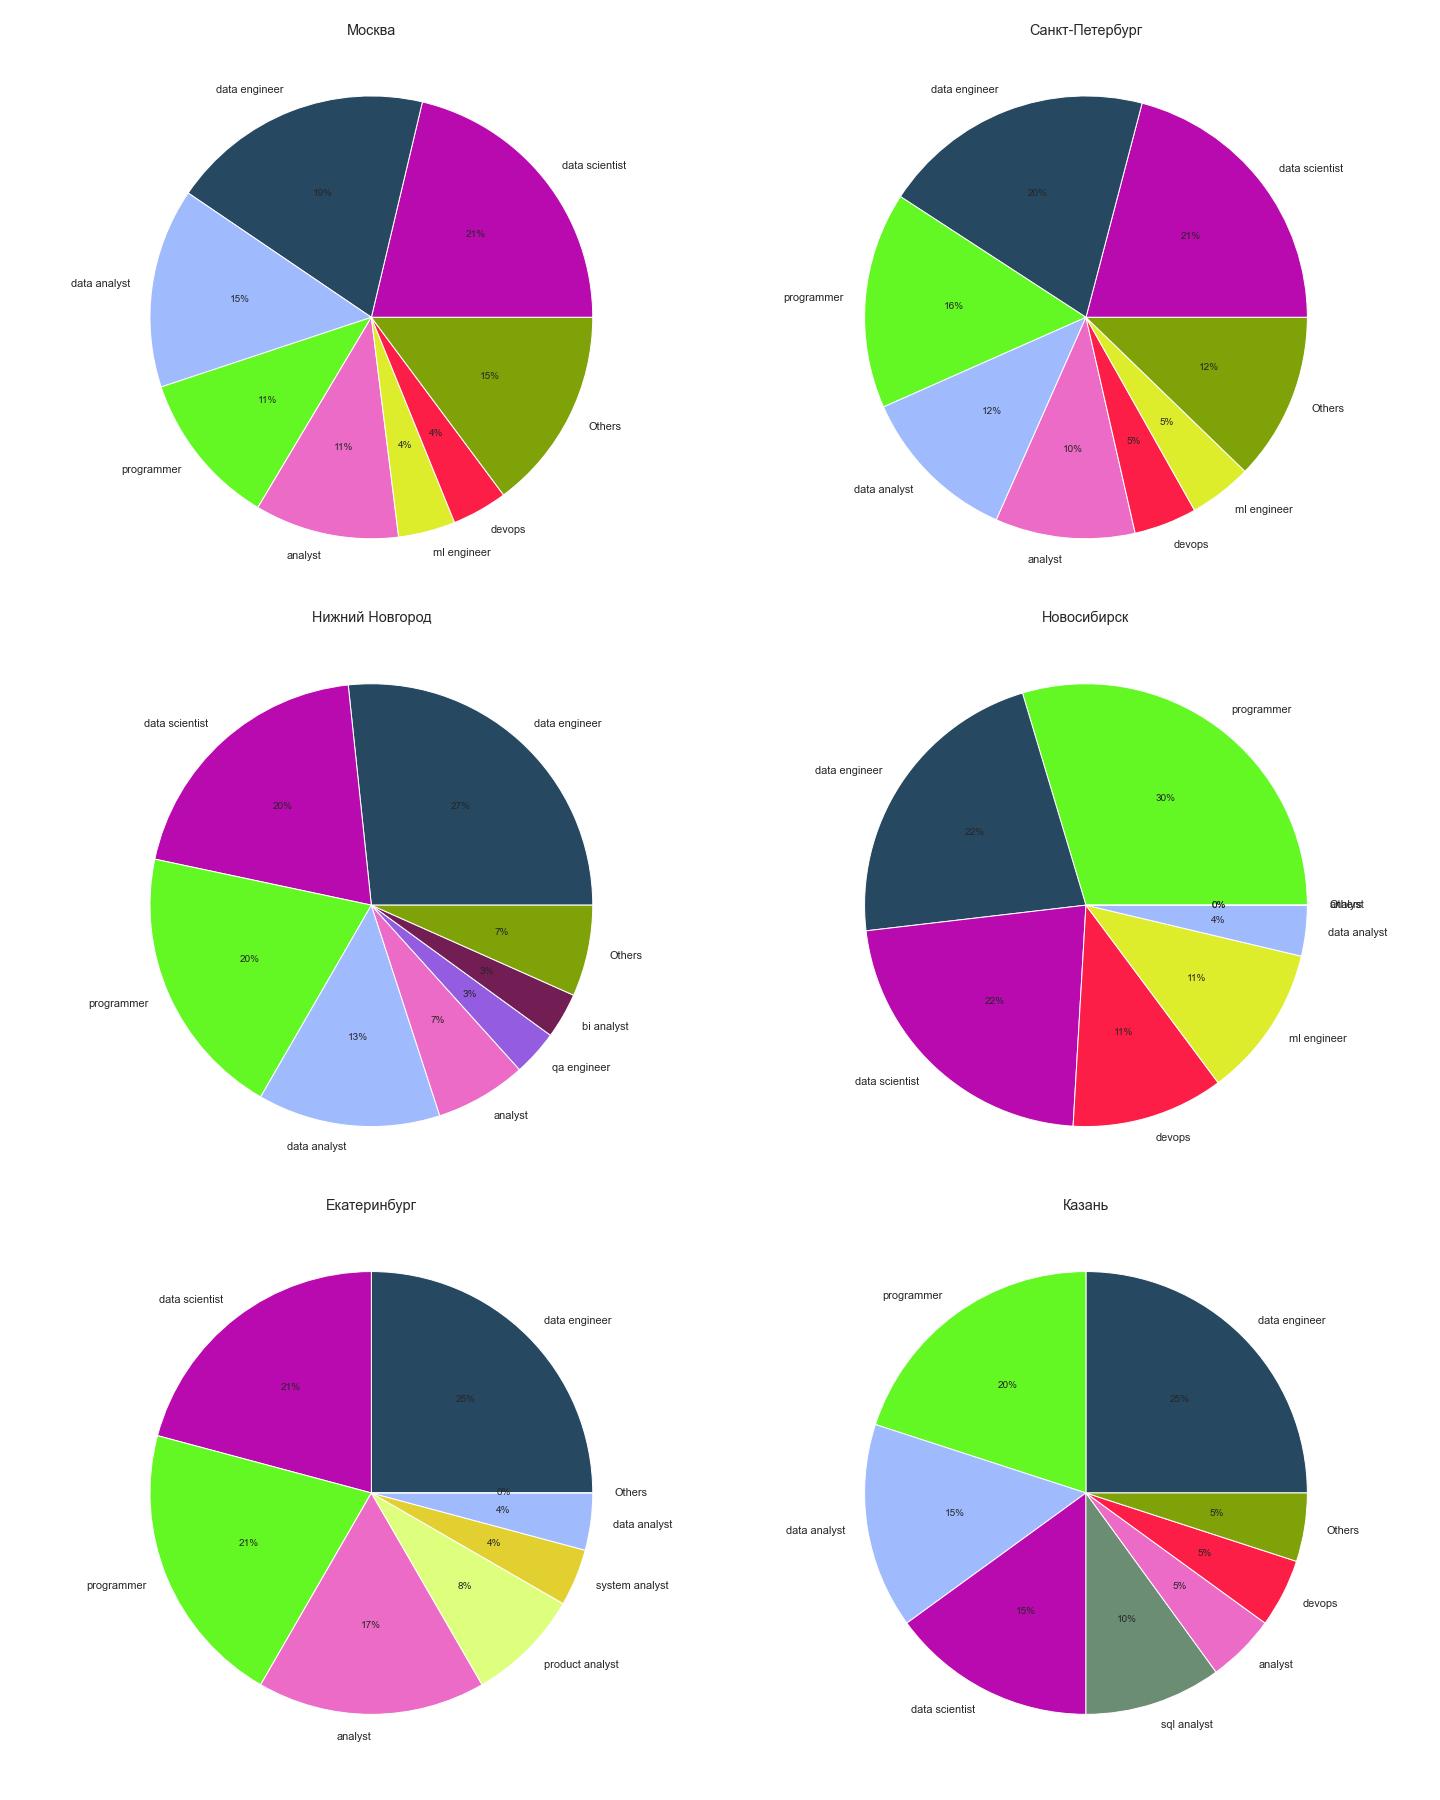 Москва
data engineer
data scientist
19%
21%
data analyst
15%
15%
11%
11%
4%
4%
Others
programmer
analyst
ml engineer
devops
Санкт-Петербург
data engineer
data scientist
20%
21%
programmer
16%
12%
12%
10%
5%
5%
Others
data analyst
ml engineer
devops
analyst
Нижний Новгород
data scientist
data engineer
20%
27%
20%
7%
3%
3%
7%
13%
Others
programmer
bi analyst
qa engineer
analyst
data analyst
Новосибирск
programmer
data engineer
30%
22%
0%
Others
analyst
4%
data analyst
11%
22%
11%
ml engineer
data scientist
devops
Екатеринбург
data scientist
data engineer
21%
25%
0%
Others
4%
data analyst
4%
21%
system analyst
programmer
8%
17%
product analyst
analyst
Казань
programmer
data engineer
20%
25%
15%
5%
data analyst
Others
5%
5%
15%
10%
devops
analyst
data scientist
sql analyst